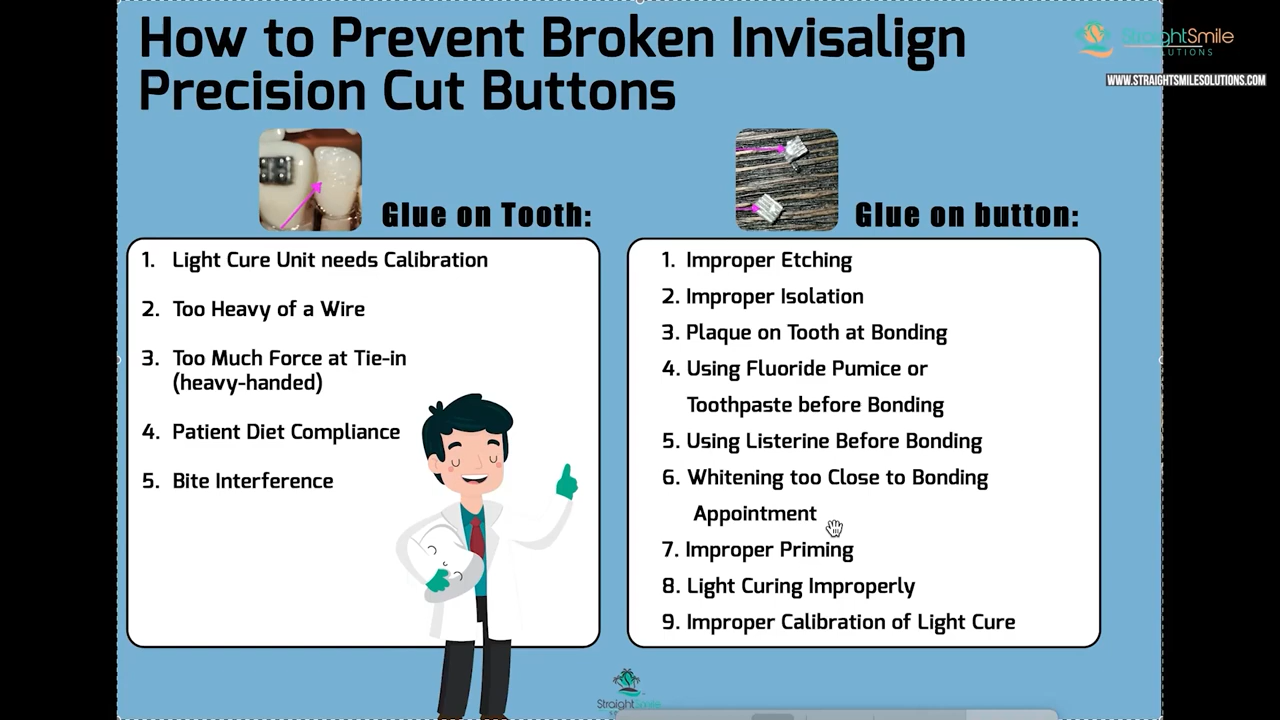 How to Prevent Broken Invisalign
Precision Cut Buttons
StraightSmile
SOLUTIONS
WWW.STRAIGHTSMILESOLUTIONS.COM
Glue on Tooth:
1. Light Cure Unit needs Calibration
2. Too Heavy of a Wire
3. Too Much Force at Tie-in
(heavy-handed)
4. Patient Diet Compliance
5. Bite Interference
Glue on button:
1. Improper Etching
2. Improper Isolation
3. Plaque on Tooth at Bonding
4. Using Fluoride Pumice or
Toothpaste before Bonding
5. Using Listerine Before Bonding
6. Whitening too Close to Bonding
Appointment
7. Improper Priming
8. Light Curing Improperly
9. Improper Calibration of Light Cure
StraightSmile